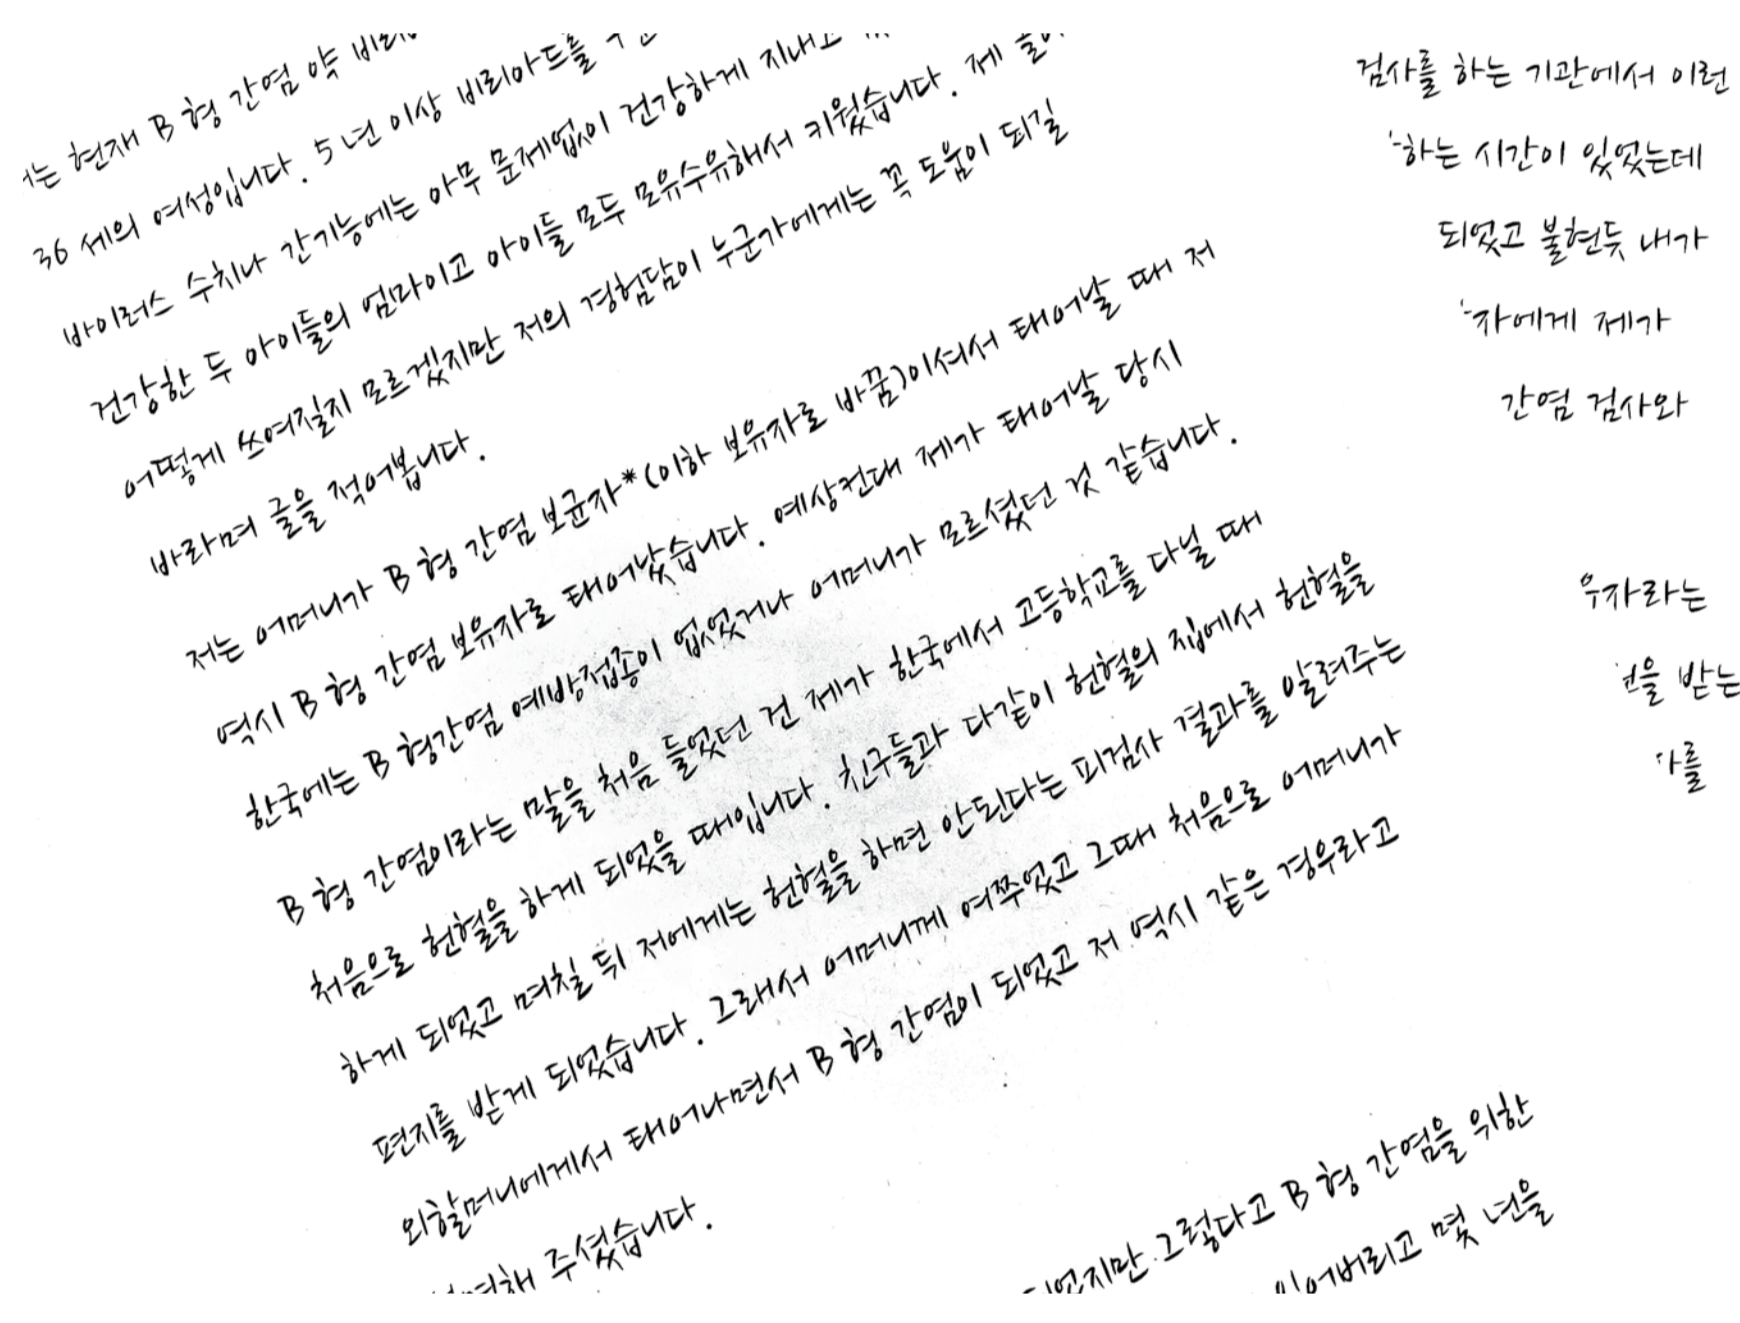 는 현재 B 형 간염 약
36 세의 여성입니다. 5 년 이상 비리아드를
바이러스 수치나 간기능에는 아무 문제없이 건강하게 지내고
건강한 두 아이들의 엄마이고 아이들 모두 모유수유해서 키웠습니다. 제
어떻게 쓰여질지 모르겠지만 저의 경험담이 누군가에게는 꼭 도움이 되길
바라며 글을 적어봅니다.
저는 어머니가 B 형 간염 보균자*(이하 보유자로 바꿈)이셔서 태어날 때 저
역시 B 형 간염 보유자로 태어났습니다. 예상컨대 제가 태어날 당시
한국에는 B 형간염 예방접종이 없었거나 어머니가 모르셨던 것 같습니다.
B 형 간염이라는 말을 처음 들었던 건 제가 한국에서 고등학교를 다닐 때
처음으로 헌혈을 하게 되었을 때입니다. 친구들과 다같이 헌혈의 집에서 헌혈을
하게 되었고 며칠 뒤 저에게는 헌혈을 하면 안된다는 피검사 결과를 알려주는
편지를 받게 되었습니다. 그래서 어머니께 여쭈었고 그때 처음으로 어머니가
외할머니에게서 태어나면서 B 형 간염이 되었고 저 역시 같은 경우라고
주셨습니다.
검사를 하는 기관에서 이런
하는 시간이 있었는데
되었고 불현듯 내가
자에게 제가
간염 검사와
유자라는
을 받는
를
그렇다고 B 형 간염을 위한
몇 년을